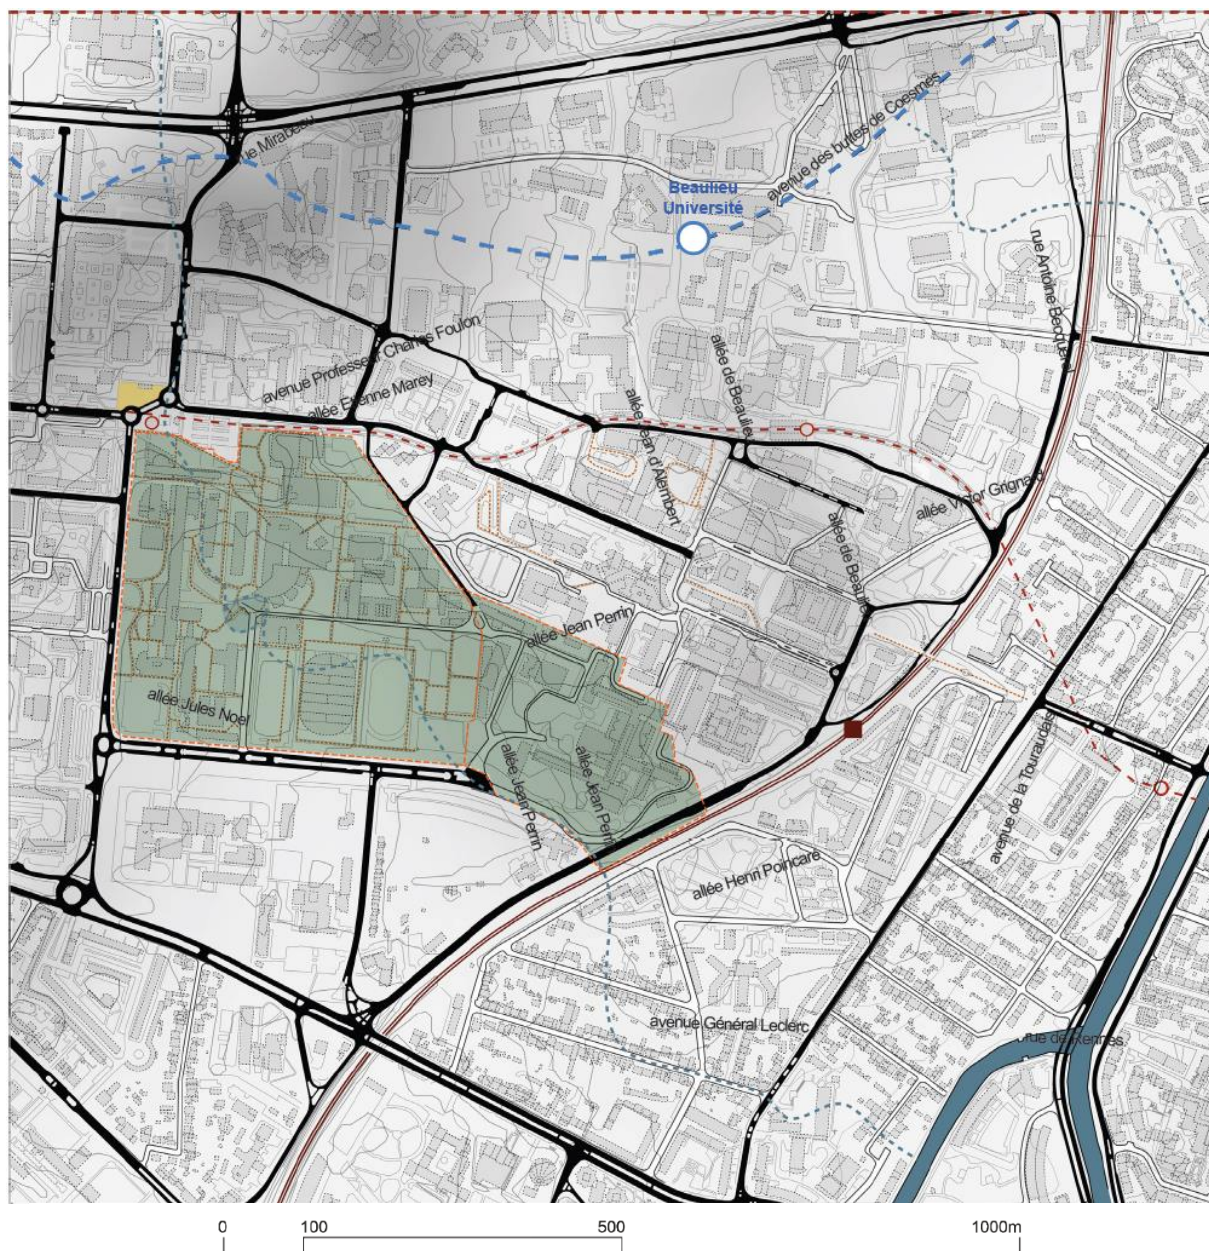 rue Mirabeau
avenue des buttes de Coësmes
Beaulieu
Université
rue Antoine Becquerel
avenue Professeur Charles Foulon
allée Etienne Marey
allée de Beaulieu
allée Jean d'Alembert
allée Victor Grignard
allée de Beaulieu
allée Jean Perrin
allée Jules Noel
allée Jean Perrin
allée Jean Perrin
avenue de la Touraudais
allée Henri Poincaré
avenue Général Leclerc
rue de Rennes
0 100 500 1000m